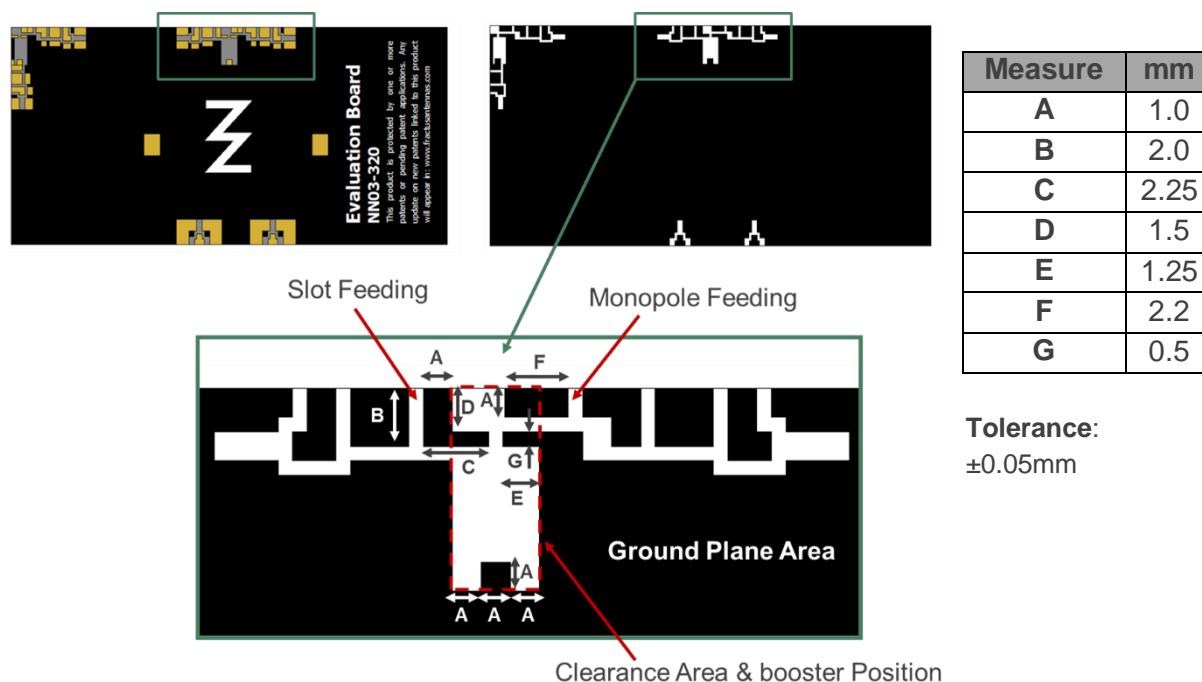 Evaluation Board
NN03-320
This product is protected by one or more
patents or pending patent applications. Any
update on new patents linked to this product
will appear in: www.fractusantennas.com
Measure mm
A 1.0
B 2.0
C 2.25
D 1.5
E 1.25
F 2.2
G 0.5
Tolerance:
±0.05mm
Slot Feeding
Monopole Feeding
A
F
B
D
A
C
G
E
Ground Plane Area
A
A A A
Clearance Area & booster Position